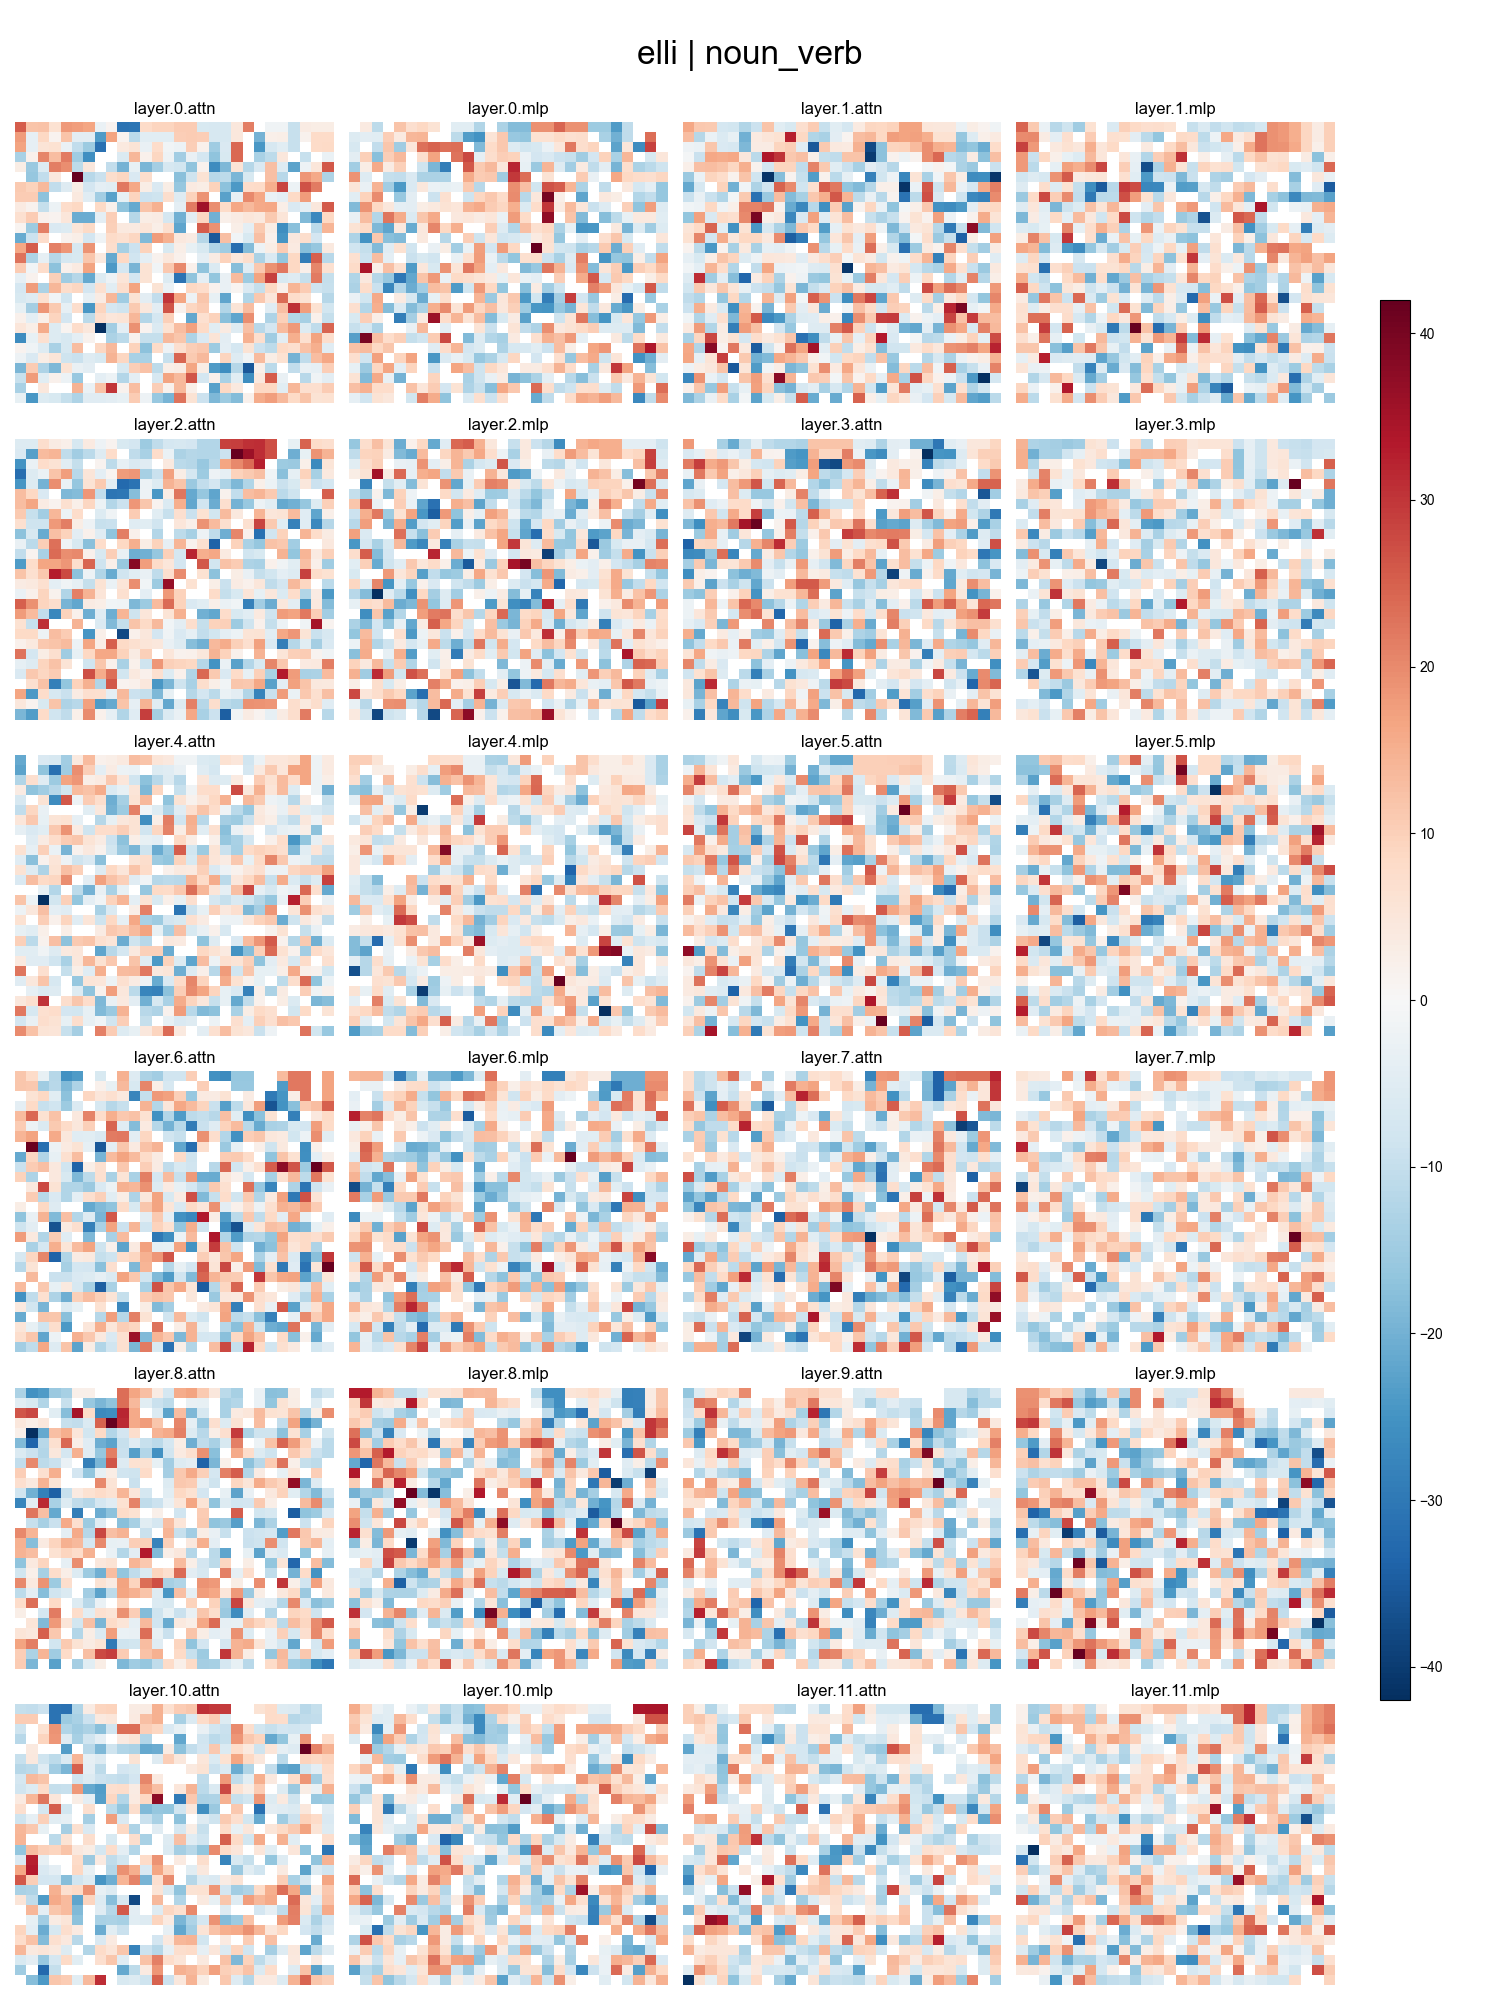 elli | noun_verb
layer.0.attn layer.0.mlp layer.1.attn layer.1.mlp
layer.2.attn layer.2.mlp layer.3.attn layer.3.mlp
layer.4.attn layer.4.mlp layer.5.attn layer.5.mlp
layer.6.attn layer.6.mlp layer.7.attn layer.7.mlp
layer.8.attn layer.8.mlp layer.9.attn layer.9.mlp
layer.10.attn layer.10.mlp layer.11.attn layer.11.mlp
40
30
20
10
0
−10
−20
−30
−40